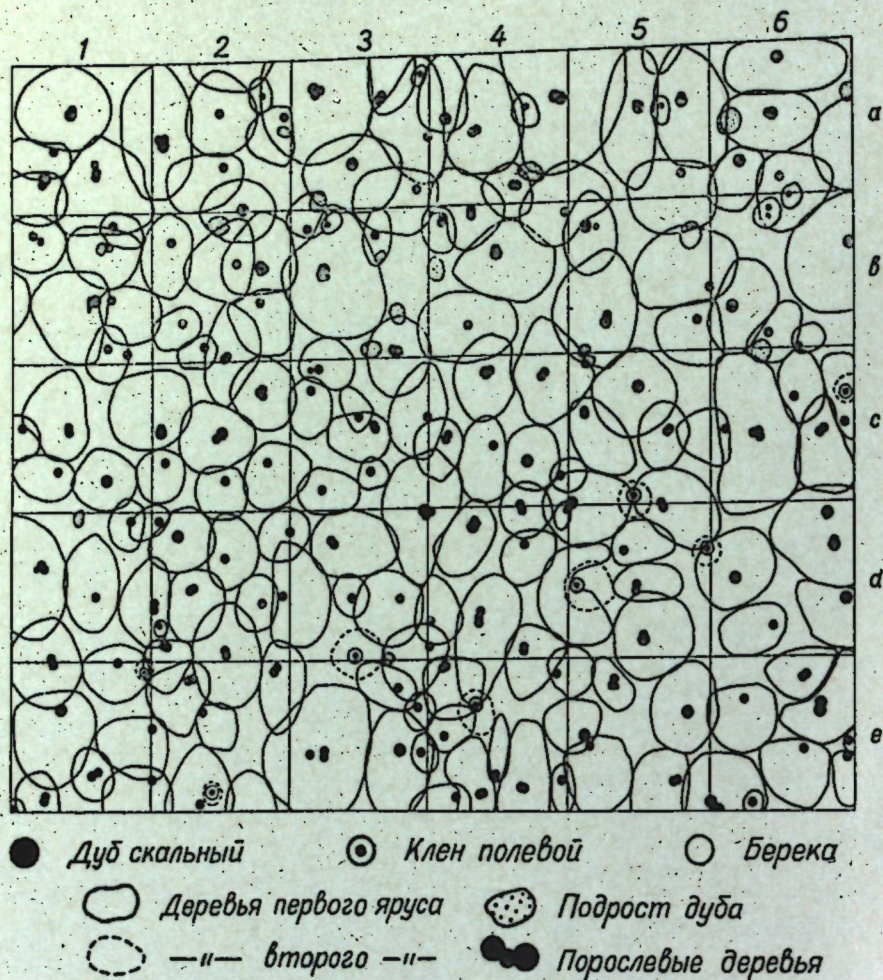 1 2 3 4 5 6
а
в
с
d
е
Дуб скальный Клен полевой Берека
Деревья первого яруса Подрост дуба
—"— второго —"— Порослевые деревья